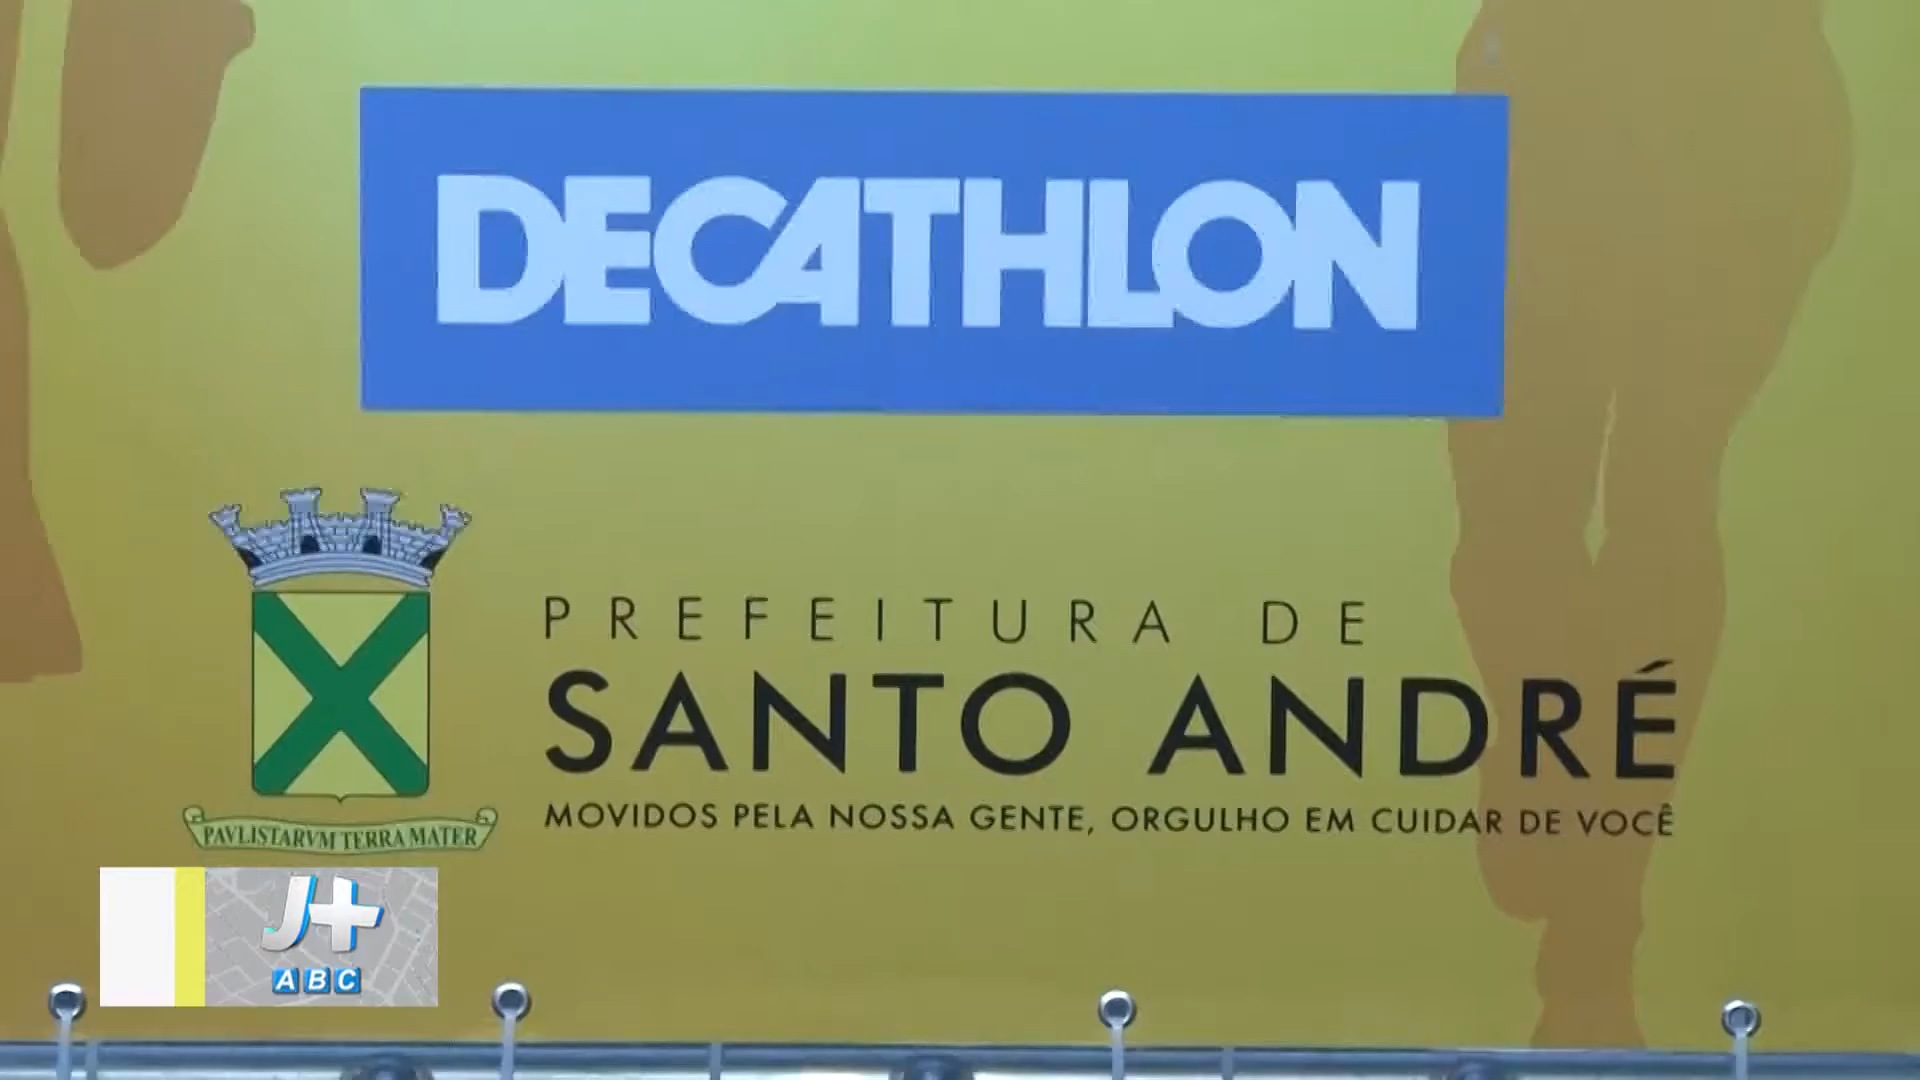 DECATHLON
PREFEITURA DE
SANTO ANDRÉ
MOVIDOS PELA NOSSA GENTE, ORGULHO EM CUIDAR DE VOCÊ
PAVLISTARVM TERRA MATER
J+
ABC